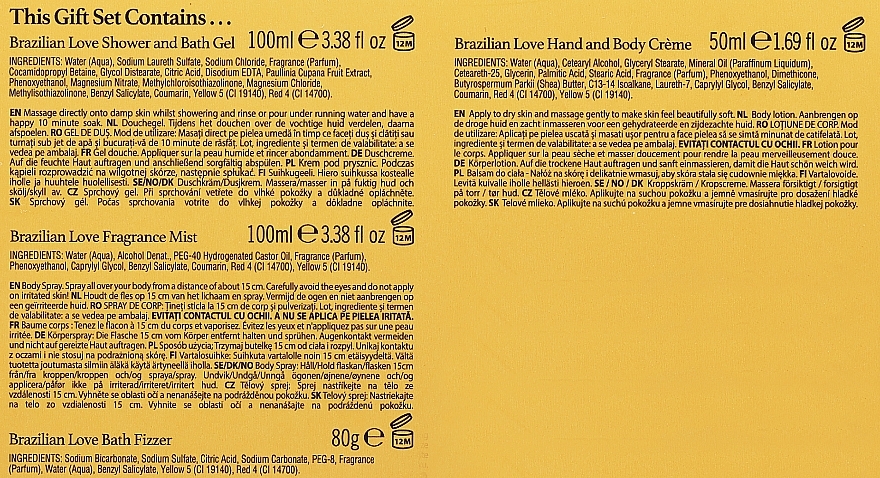 This Gift Set Contains...
Brazilian Love Shower and Bath Gel 100ml ℮ 3.38 fl oz 12M
INGREDIENTS: Water (Aqua), Sodium Laureth Sulfate, Sodium Chloride, Fragrance (Parfum),
Cocamidopropyl Betaine, Glycol Distearate, Citric Acid, Disodium EDTA, Paullinia Cupana Fruit Extract,
Phenoxyethanol, Magnesium Nitrate, Methylchloroisothiazolinone, Magnesium Chloride,
Methylisothiazolinone, Benzyl Salicylate, Coumarin, Yellow 5 (CI 19140), Red 4 (CI 14700).
EN Massage directly onto damp skin whilst showering and rinse or pour under running water and have a
happy 10 minute soak. NL Douchegel. Tijdens het douchen over de vochtige huid verdelen, daarna
afspoelen. RO GEL DE DUŞ. Mod de utilizare: Masați direct pe pielea umedă în timp ce faceți duş şi clătiți sau
turnați sub jet de apă şi bucurați-vă de 10 minute de răsfăț. Lot, ingrediente şi termen de valabilitate: a se
vedea pe ambalaj. FR Gel douche. Appliquer sur la peau humide et rincer abondamment. DE Duschcreme.
Auf die feuchte Haut auftragen und anschließend sorgfältig abspülen. PL Krem pod prysznic. Podczas
kąpieli rozprowadzić na wilgotnej skórze, następnie spłukać. FI Suihkugeeli. Hiero suihkussa kostealle
iholle ja huuhtele huolellisesti. SE/NO/DK Duschkräm/Dusjkrem. Massera/masser in på fuktig hud och
skölj/skyll av. CZ Sprchový gel. Při sprchování vetřete do vlhké pokožky a důkladně opláchněte.
SK Sprchový gél. Počas sprchovania votrite do vlhkej pokožky a dôkladne opláchnite.
Brazilian Love Fragrance Mist 100ml ℮ 3.38 fl oz 12M
INGREDIENTS: Water (Aqua), Alcohol Denat., PEG-40 Hydrogenated Castor Oil, Fragrance (Parfum),
Phenoxyethanol, Caprylyl Glycol, Benzyl Salicylate, Coumarin, Red 4 (CI 14700), Yellow 5 (CI 19140).
EN Body Spray. Spray all over your body from a distance of about 15 cm. Carefully avoid the eyes and do not apply
on irritated skin! NL Houdt de fles op 15 cm van het lichaam en spray. Vermijd de ogen en niet aanbrengen op
een geïrriteerde huid. RO SPRAY DE CORP: Țineți sticla la 15 cm de corp şi pulverizați. Lot, ingrediente şi termen
de valabilitate: a se vedea pe ambalaj. EVITAȚI CONTACTUL CU OCHII. A NU SE APLICA PE PIELEA IRITATĂ.
FR Baume corps : Tenez le flacon à 15 cm du corps et vaporisez. Évitez les yeux et n'appliquez pas sur une peau
irritée. DE Körperspray: Die Flasche 15 cm vom Körper entfernt halten und sprühen. Augenkontakt vermeiden
und nicht auf gereizte Haut auftragen. PL Sposób użycia: Trzymaj butelkę 15 cm od ciała i rozpyl. Unikaj kontaktu
z oczami i nie stosuj na podrażnioną skórę. FI Vartalosuihke: Suihkuta vartalolle noin 15 cm etäisyydeltä. Vältä
tuotetta joutumasta silmiin äläkä käytä ärtyneellä iholla. SE/DK/NO Body Spray: Håll/Hold flaskan/flasken 15cm
från/fra kroppen/kroppen och/og spraya/spray. Undvik/Undgå/Unngå ögonen/øjnene/øynene och/og
applicera/påfør ikke på irriterad/irriteret/irritert hud. CZ Tělový sprej: Sprej nastříkejte na tělo ze
vzdálenosti 15 cm. Vyhněte se oblasti očí a nenanášejte na podrážděnou pokožku. SK Telový sprej: Nastriekajte
na telo zo vzdialenosti 15 cm. Vyhnite se oblasti očí a nenanášejte na podráždenú pokožku.
Brazilian Love Bath Fizzer 80g ℮ 12M
INGREDIENTS: Sodium Bicarbonate, Sodium Sulfate, Citric Acid, Sodium Carbonate, PEG-8, Fragrance
(Parfum), Water (Aqua), Benzyl Salicylate, Yellow 5 (CI 19140), Red 4 (CI 14700).
Brazilian Love Hand and Body Crème 50ml ℮ 1.69 fl oz 12M
INGREDIENTS: Water (Aqua), Cetearyl Alcohol, Glyceryl Stearate, Mineral Oil (Paraffinum Liquidum),
Ceteareth-25, Glycerin, Palmitic Acid, Stearic Acid, Fragrance (Parfum), Phenoxyethanol, Dimethicone,
Butyrospermum Parkii (Shea) Butter, C13-14 Isoalkane, Laureth-7, Caprylyl Glycol, Benzyl Salicylate,
Coumarin, Red 4 (CI 14700), Yellow 5 (CI 19140).
EN Apply to dry skin and massage gently to make skin feel beautifully soft. NL Body lotion. Aanbrengen op
de droge huid en zacht inmasseren voor een gehydrateerde en zijdezachte huid. RO LOȚIUNE DE CORP. Mod
de utilizare: Aplicați pe pielea uscată şi masați uşor pentru a face pielea să se simtă minunat de catifelată. Lot,
ingrediente şi termen de valabilitate: a se vedea pe ambalaj. EVITAȚI CONTACTUL CU OCHII. FR Lotion pour
le corps. Appliquer sur la peau sèche et masser doucement pour rendre la peau merveilleusement douce.
DE Körperlotion. Auf die trockene Haut auftragen und sanft einmassieren, damit die Haut schön weich wird.
PL Balsam do ciała - Nałóż na skórę i delikatnie wmasuj, aby skóra stała się cudownie miękka. FI Vartalovoide.
Levitä kuivalle iholle hellästi hieroen. SE / NO / DK Kroppskräm / Kropscreme. Massera försiktigt / forsigtigt
på torr / tør hud. CZ Tělové mléko. Aplikujte na suchou pokožku a jemně vmasírujte pro dosažení hladké
pokožky. SK Telové mlieko. Aplikujte na suchú pokožku a jemne vmasírujte pre dosiahnutie hladkej pokožky.